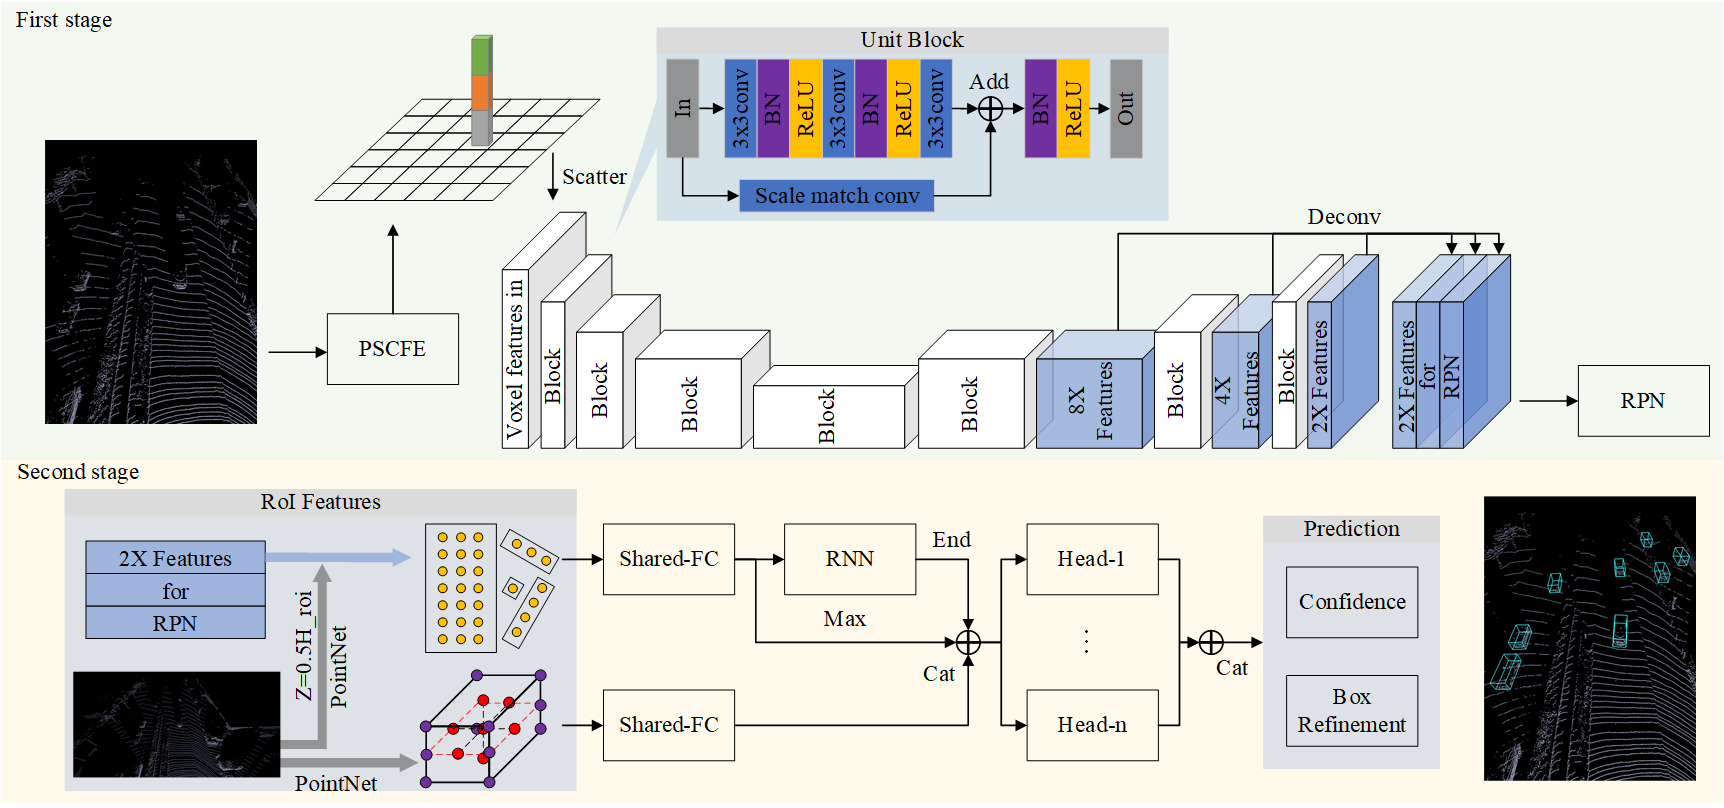 First stage
Unit Block
In
3x3conv
BN
ReLU
3x3conv
BN
ReLU
3x3conv
Add
BN
ReLU
Out
Scale match conv
Scatter
PSCFE
Deconv
Voxel features in
Block
Block
Block
Block
Block
8X
Features
Block
4X
Features
Block
2X Features
2X Features
for
RPN
RPN
Second stage
RoI Features
2X Features
for
RPN
Z=0.5H_roi
PointNet
PointNet
Shared-FC
RNN
End
Max
Cat
Shared-FC
Head-1
⋮
Head-n
Cat
Prediction
Confidence
Box
Refinement